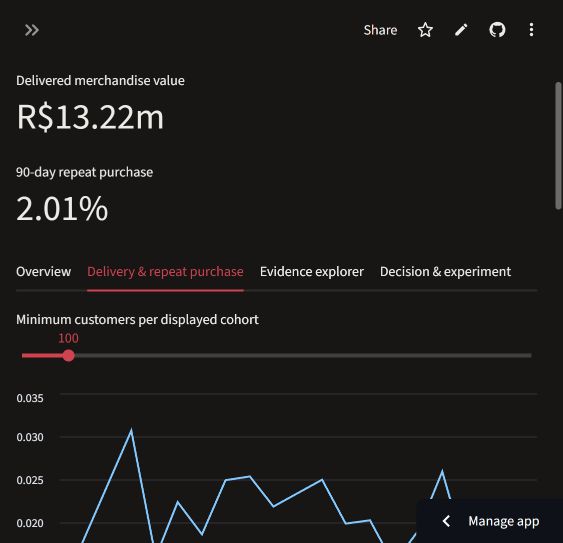 Share
Delivered merchandise value
R$13.22m
90-day repeat purchase
2.01%
Overview Delivery & repeat purchase Evidence explorer Decision & experiment
Minimum customers per displayed cohort
100
0.035
0.030
0.025
0.020
Manage app